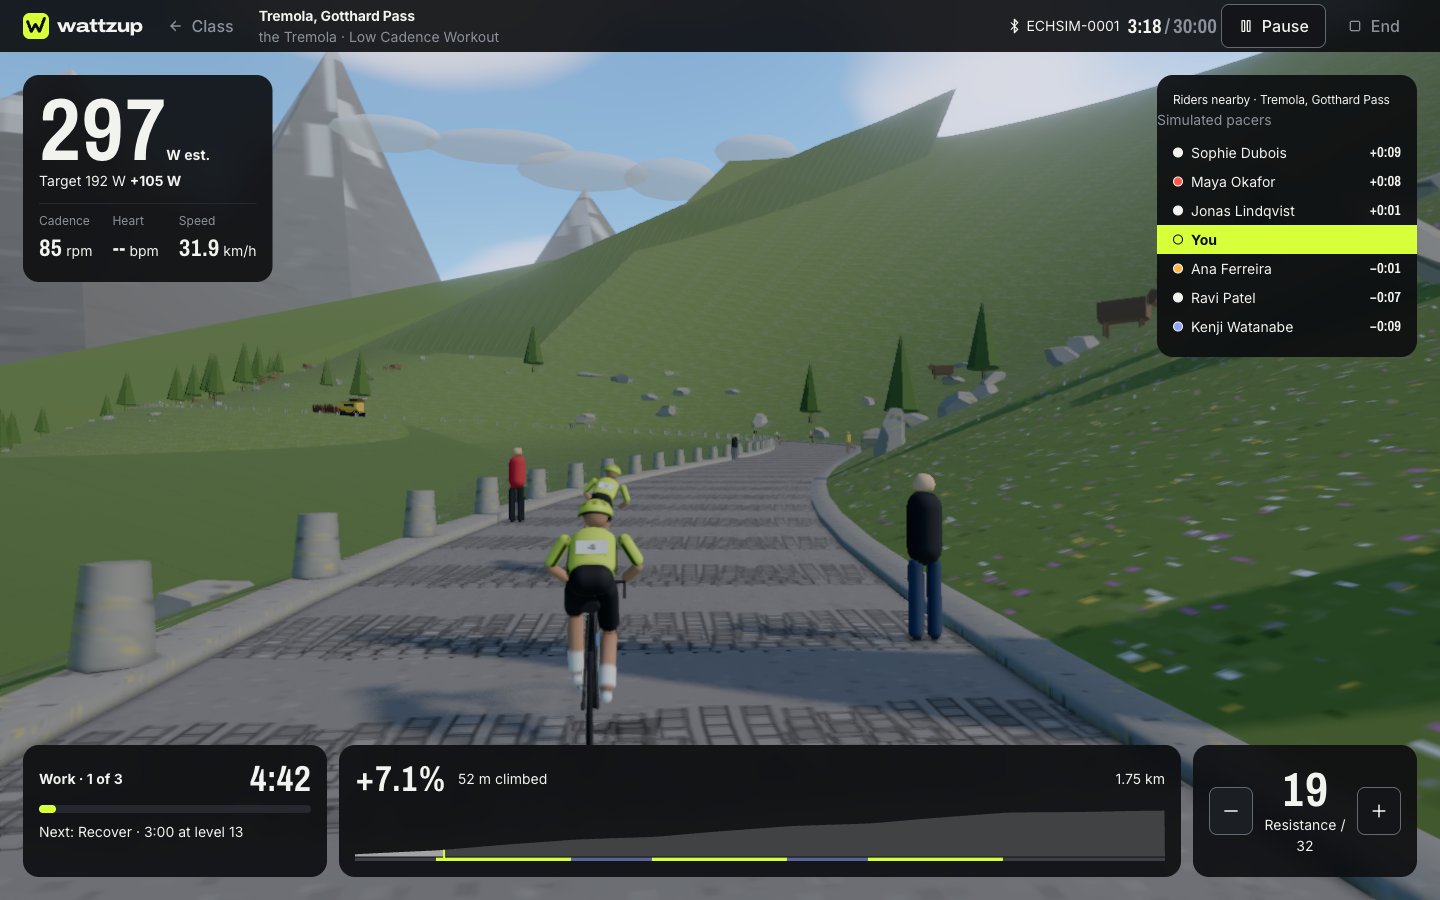 wattzup
Class
Tremola, Gotthard Pass
the Tremola · Low Cadence Workout
ECHSIM-0001 3:18 / 30:00
Pause
End
297 W est.
Target 192 W +105 W
Cadence Heart Speed
85 rpm -- bpm 31.9 km/h
Riders nearby · Tremola, Gotthard Pass
Simulated pacers
Sophie Dubois +0:09
Maya Okafor +0:08
Jonas Lindqvist +0:01
You
Ana Ferreira −0:01
Ravi Patel −0:07
Kenji Watanabe −0:09
Work · 1 of 3 4:42
Next: Recover · 3:00 at level 13
+7.1% 52 m climbed 1.75 km
− 19 +
Resistance /
32